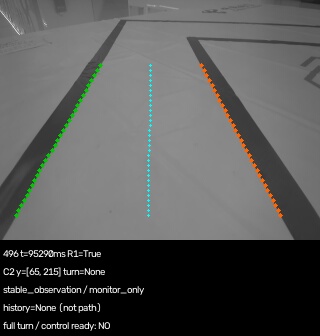 496 t=95290ms R1=True
C2 y=[65, 215] turn=None
stable_observation / monitor_only
history=None (not path)
full turn / control ready: NO